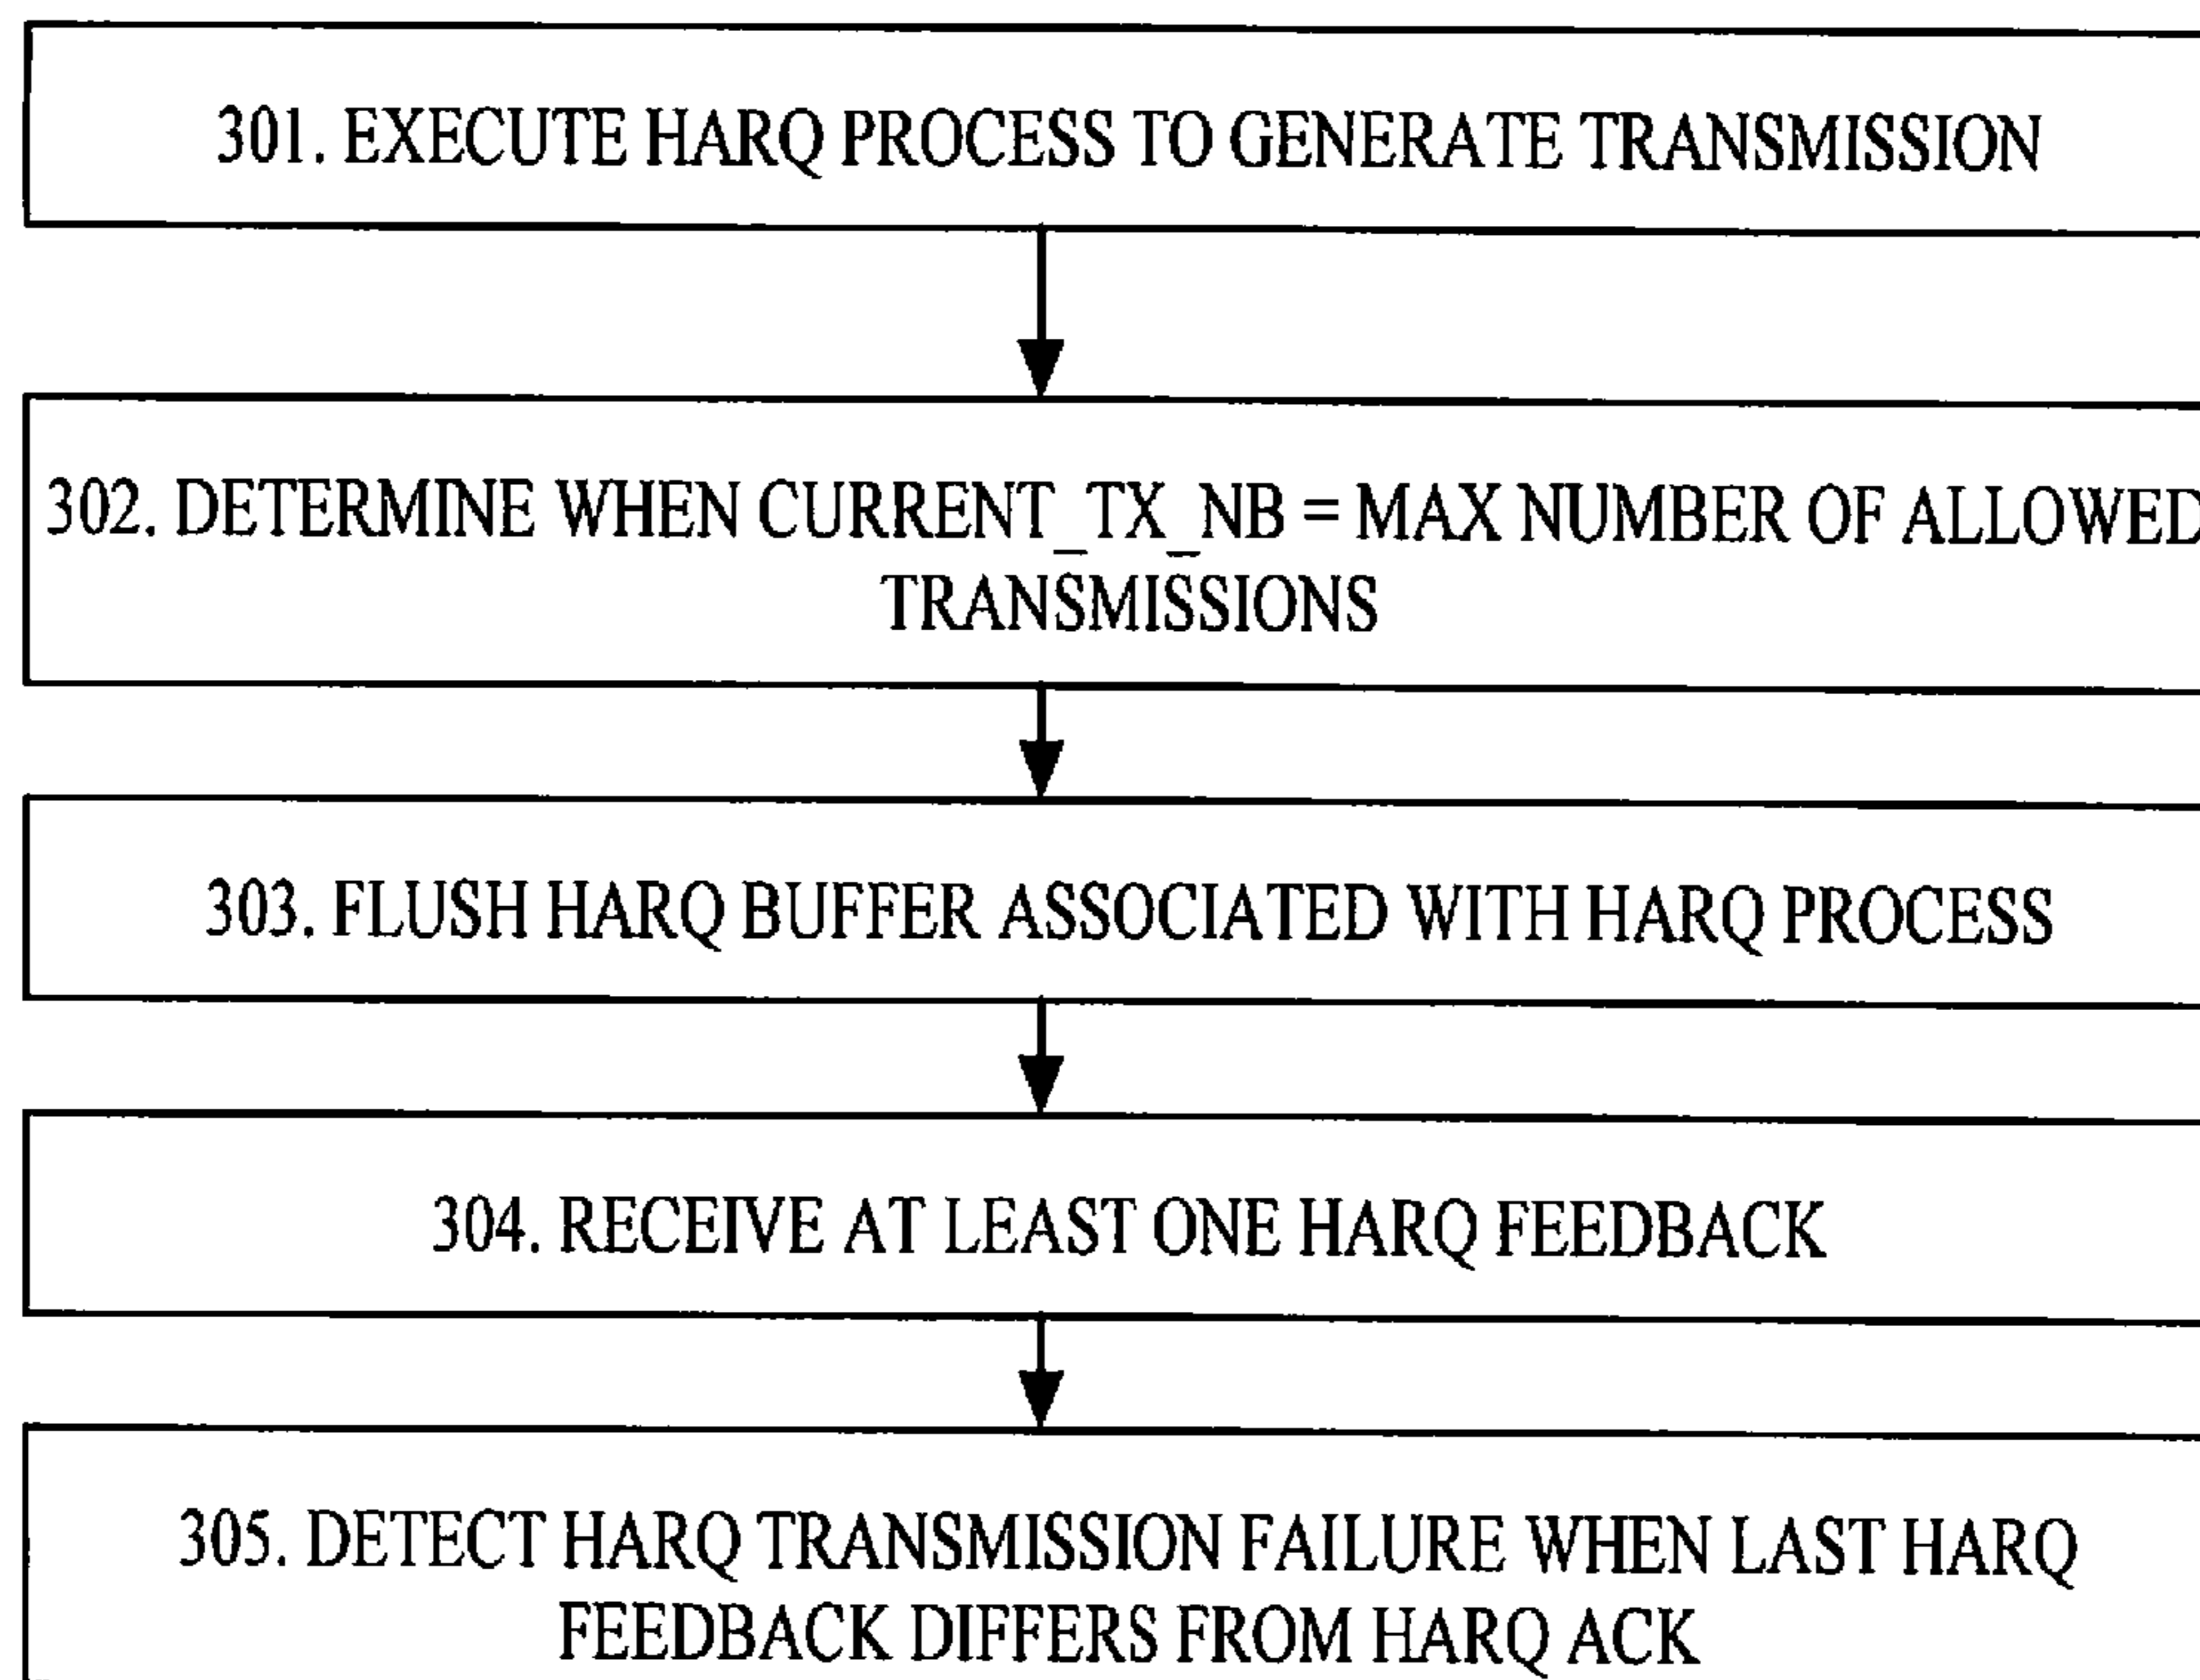 301. EXECUTE HARQ PROCESS TO GENERATE TRANSMISSION
302. DETERMINE WHEN CURRENT_TX_NB = MAX NUMBER OF ALLOWED
TRANSMISSIONS
303. FLUSH HARQ BUFFER ASSOCIATED WITH HARQ PROCESS
304. RECEIVE AT LEAST ONE HARQ FEEDBACK
305. DETECT HARQ TRANSMISSION FAILURE WHEN LAST HARQ
FEEDBACK DIFFERS FROM HARQ ACK